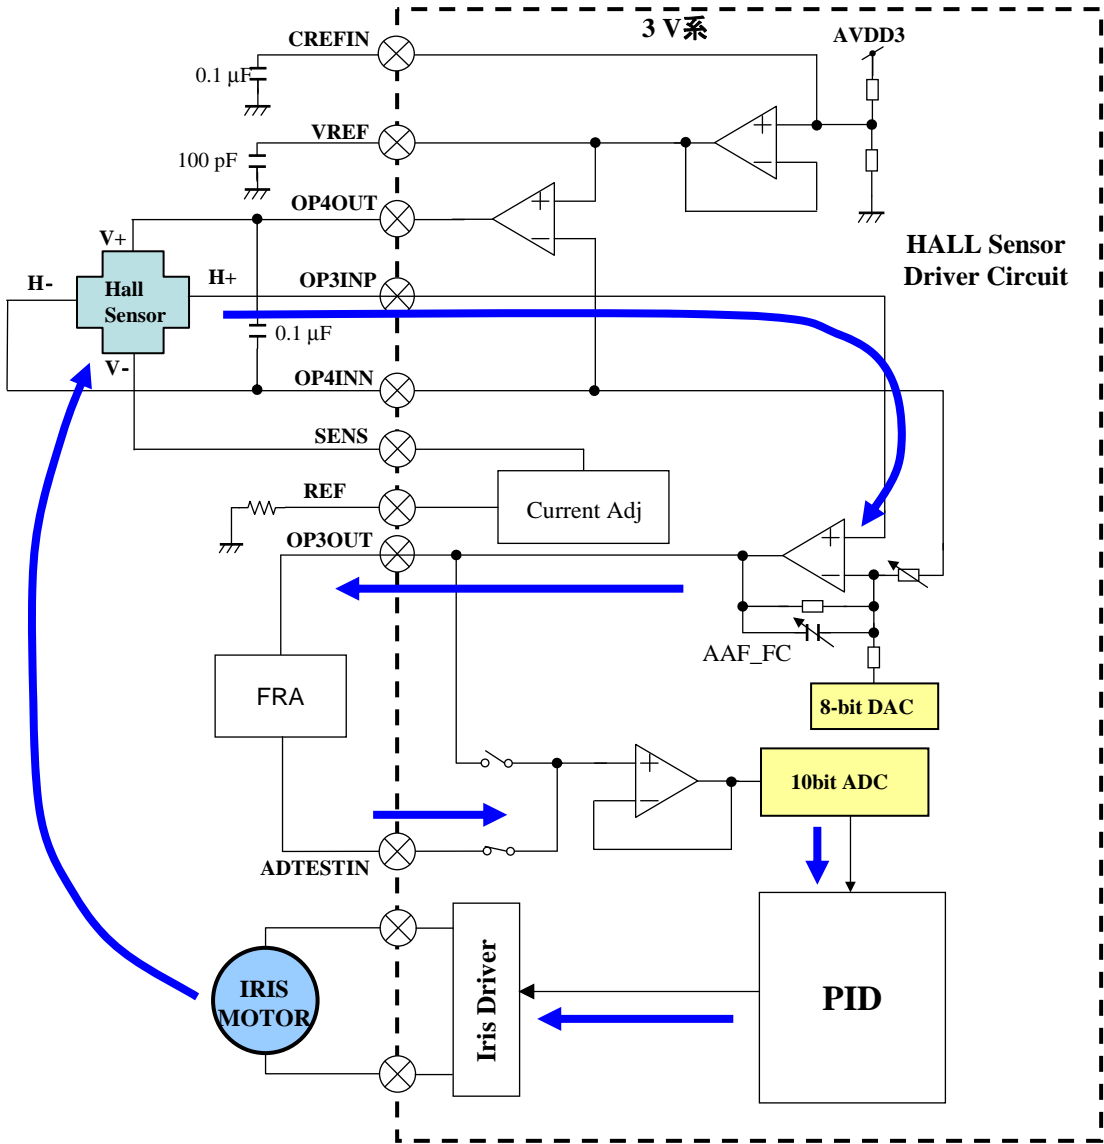 3 V系
CREFIN
AVDD3
0.1 μF
+
−
VREF
100 pF
OP4OUT
+
−
HALL Sensor
Driver Circuit
V+
H-
Hall
Sensor
H+
OP3INP
0.1 μF
V-
OP4INN
SENS
REF
Current Adj
OP3OUT
+
−
AAF_FC
FRA
8-bit DAC
+
−
10bit ADC
ADTESTIN
IRIS
MOTOR
Iris Driver
PID